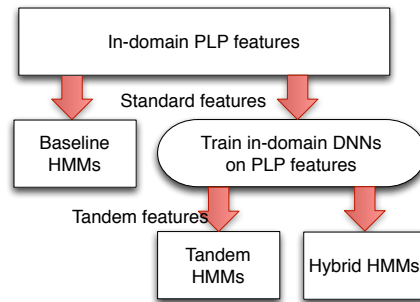 In-domain PLP features
Standard features
Baseline
HMMs
Train in-domain DNNs
on PLP features
Tandem features
Tandem
HMMs
Hybrid HMMs